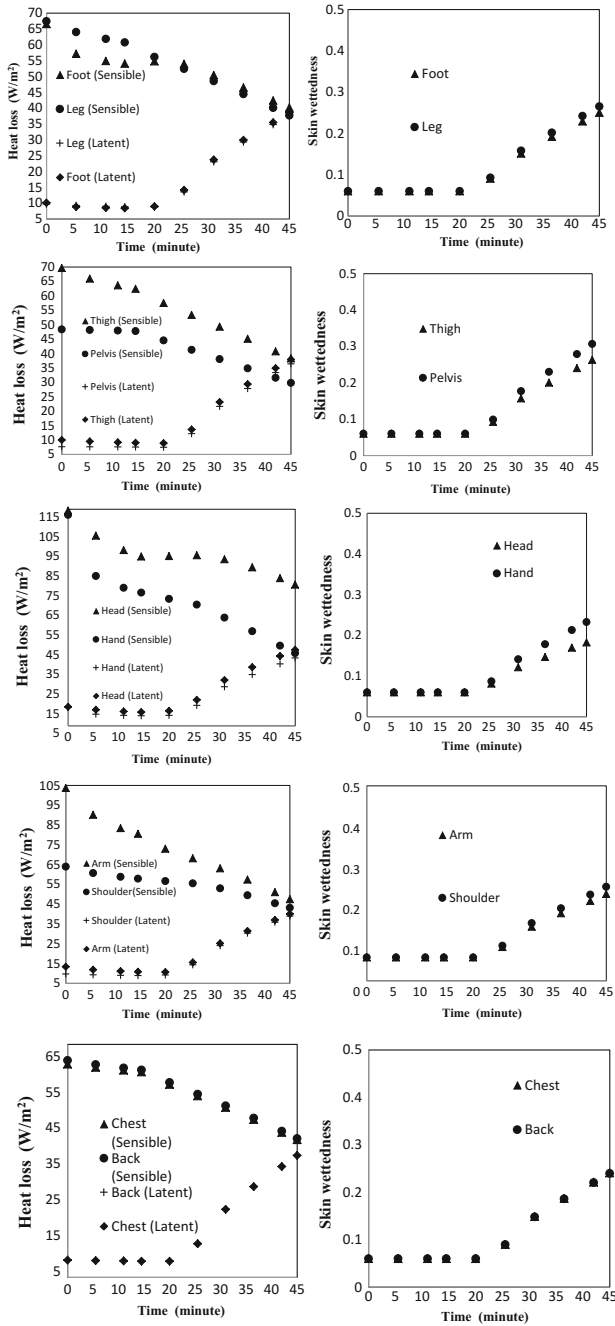 Heat loss (W/m²)
70
65
60
55
50
45
40
35
30
25
20
15
10
5
0
Foot (Sensible)
Leg (Sensible)
Leg (Latent)
Foot (Latent)
0 5 10 15 20 25 30 35 40 45
Time (minute)
Skin wettedness
0.5
0.4
0.3
0.2
0.1
0
Foot
Leg
0 5 10 15 20 25 30 35 40 45
Time (minute)
Heat loss (W/m²)
70
65
60
55
50
45
40
35
30
25
20
15
10
5
Thigh (Sensible)
Pelvis (Sensible)
Pelvis (Latent)
Thigh (Latent)
0 5 10 15 20 25 30 35 40 45
Time (minute)
Skin wettedness
0.5
0.4
0.3
0.2
0.1
0
Thigh
Pelvis
0 5 10 15 20 25 30 35 40 45
Time (minute)
Heat loss (W/m²)
115
105
95
85
75
65
55
45
35
25
15
5
Head (Sensible)
Hand (Sensible)
Hand (Latent)
Head (Latent)
0 5 10 15 20 25 30 35 40 45
Time (minute)
Skin wettedness
0.5
0.4
0.3
0.2
0.1
0
Head
Hand
0 5 10 15 20 25 30 35 40 45
Time (minute)
Heat loss (W/m²)
105
95
85
75
65
55
45
35
25
15
5
Arm (Sensible)
Shoulder(Sensible)
Shoulder (Latent)
Arm (Latent)
0 5 10 15 20 25 30 35 40 45
Time (minute)
Skin wettedness
0.5
0.4
0.3
0.2
0.1
0
Arm
Shoulder
0 5 10 15 20 25 30 35 40 45
Time (minute)
Heat loss (W/m²)
65
55
45
35
25
15
5
Chest
(Sensible)
Back
(Sensible)
Back (Latent)
Chest (Latent)
0 5 10 15 20 25 30 35 40 45
Time (minute)
Skin wettedness
0.5
0.4
0.3
0.2
0.1
0
Chest
Back
0 5 10 15 20 25 30 35 40 45
Time (minute)